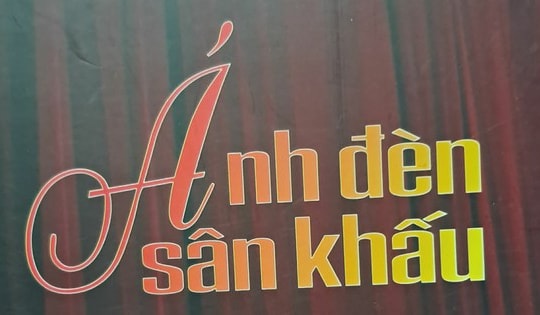 Ánh đèn
sân khấu